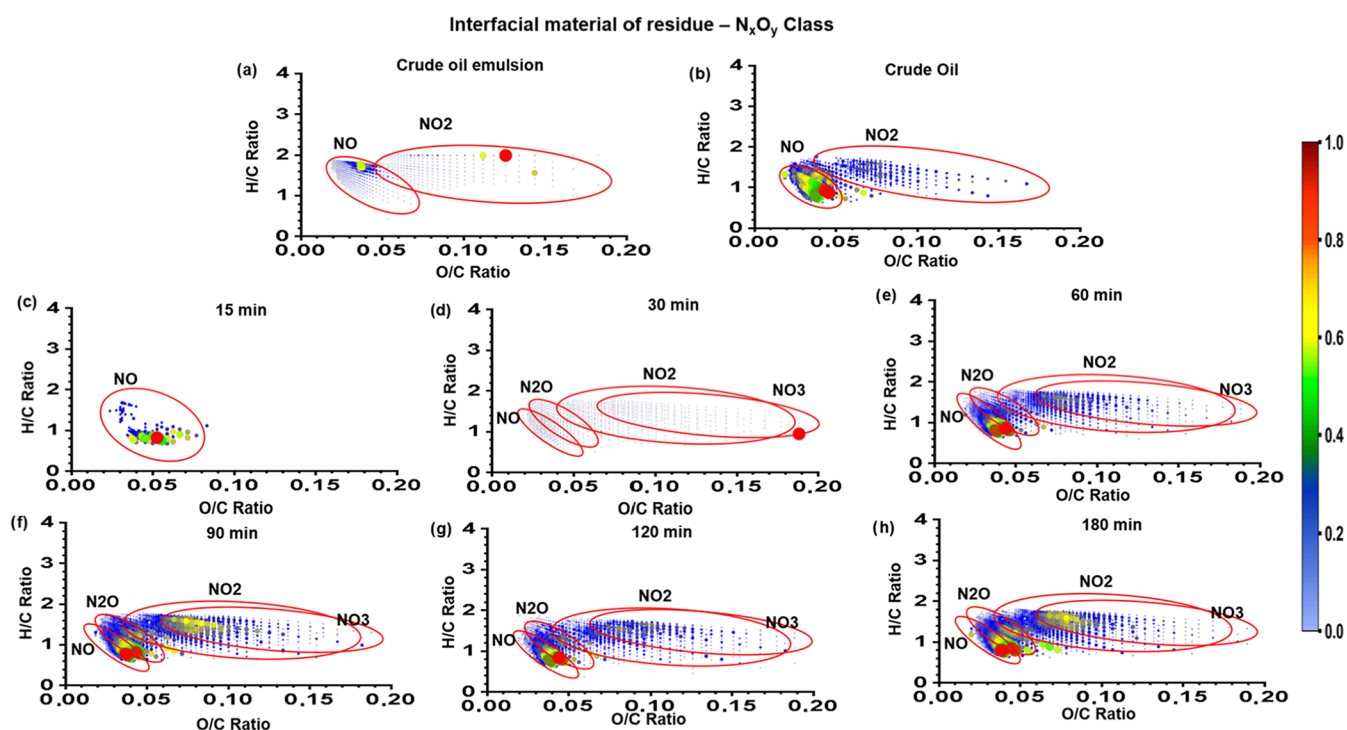 Interfacial material of residue – NxOy Class
(a)
Crude oil emulsion
4
3
2
1
0
H/C Ratio
NO
NO2
0.00 0.05 0.10 0.15 0.20
O/C Ratio
(b)
Crude Oil
4
3
2
1
0
H/C Ratio
NO
NO2
0.00 0.05 0.10 0.15 0.20
O/C Ratio
(c)
15 min
4
3
2
1
0
H/C Ratio
NO
0.00 0.05 0.10 0.15 0.20
O/C Ratio
(d)
30 min
4
3
2
1
0
H/C Ratio
NO
N2O
NO2
NO3
0.00 0.05 0.10 0.15 0.20
O/C Ratio
(e)
60 min
4
3
2
1
0
H/C Ratio
NO
N2O
NO2
NO3
0.00 0.05 0.10 0.15 0.20
O/C Ratio
(f)
90 min
4
3
2
1
0
H/C Ratio
NO
N2O
NO2
NO3
0.00 0.05 0.10 0.15 0.20
O/C Ratio
(g)
120 min
4
3
2
1
0
H/C Ratio
NO
N2O
NO2
NO3
0.00 0.05 0.10 0.15 0.20
O/C Ratio
(h)
180 min
4
3
2
1
0
H/C Ratio
NO
N2O
NO2
NO3
0.00 0.05 0.10 0.15 0.20
O/C Ratio
1.0
0.8
0.6
0.4
0.2
0.0